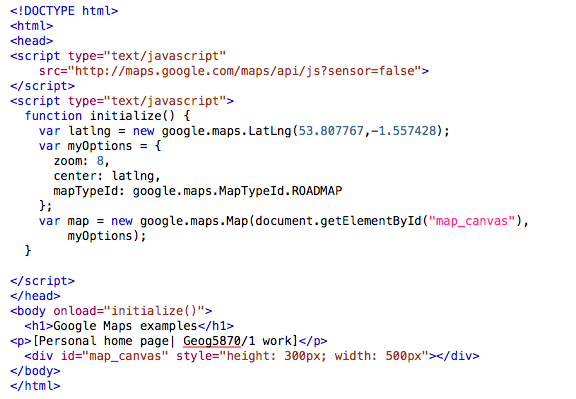 <!DOCTYPE html>
<html>
<head>
<script type="text/javascript"
    src="http://maps.google.com/maps/api/js?sensor=false">
</script>
<script type="text/javascript">
  function initialize() {
    var latlng = new google.maps.LatLng(53.807767,-1.557428);
    var myOptions = {
      zoom: 8,
      center: latlng,
      mapTypeId: google.maps.MapTypeId.ROADMAP
    };
    var map = new google.maps.Map(document.getElementById("map_canvas"),
        myOptions);
  }

</script>
</head>
<body onload="initialize()">
  <h1>Google Maps examples</h1>
<p>[Personal home page| Geog5870/1 work]</p>
  <div id="map_canvas" style="height: 300px; width: 500px"></div>
</body>
</html>